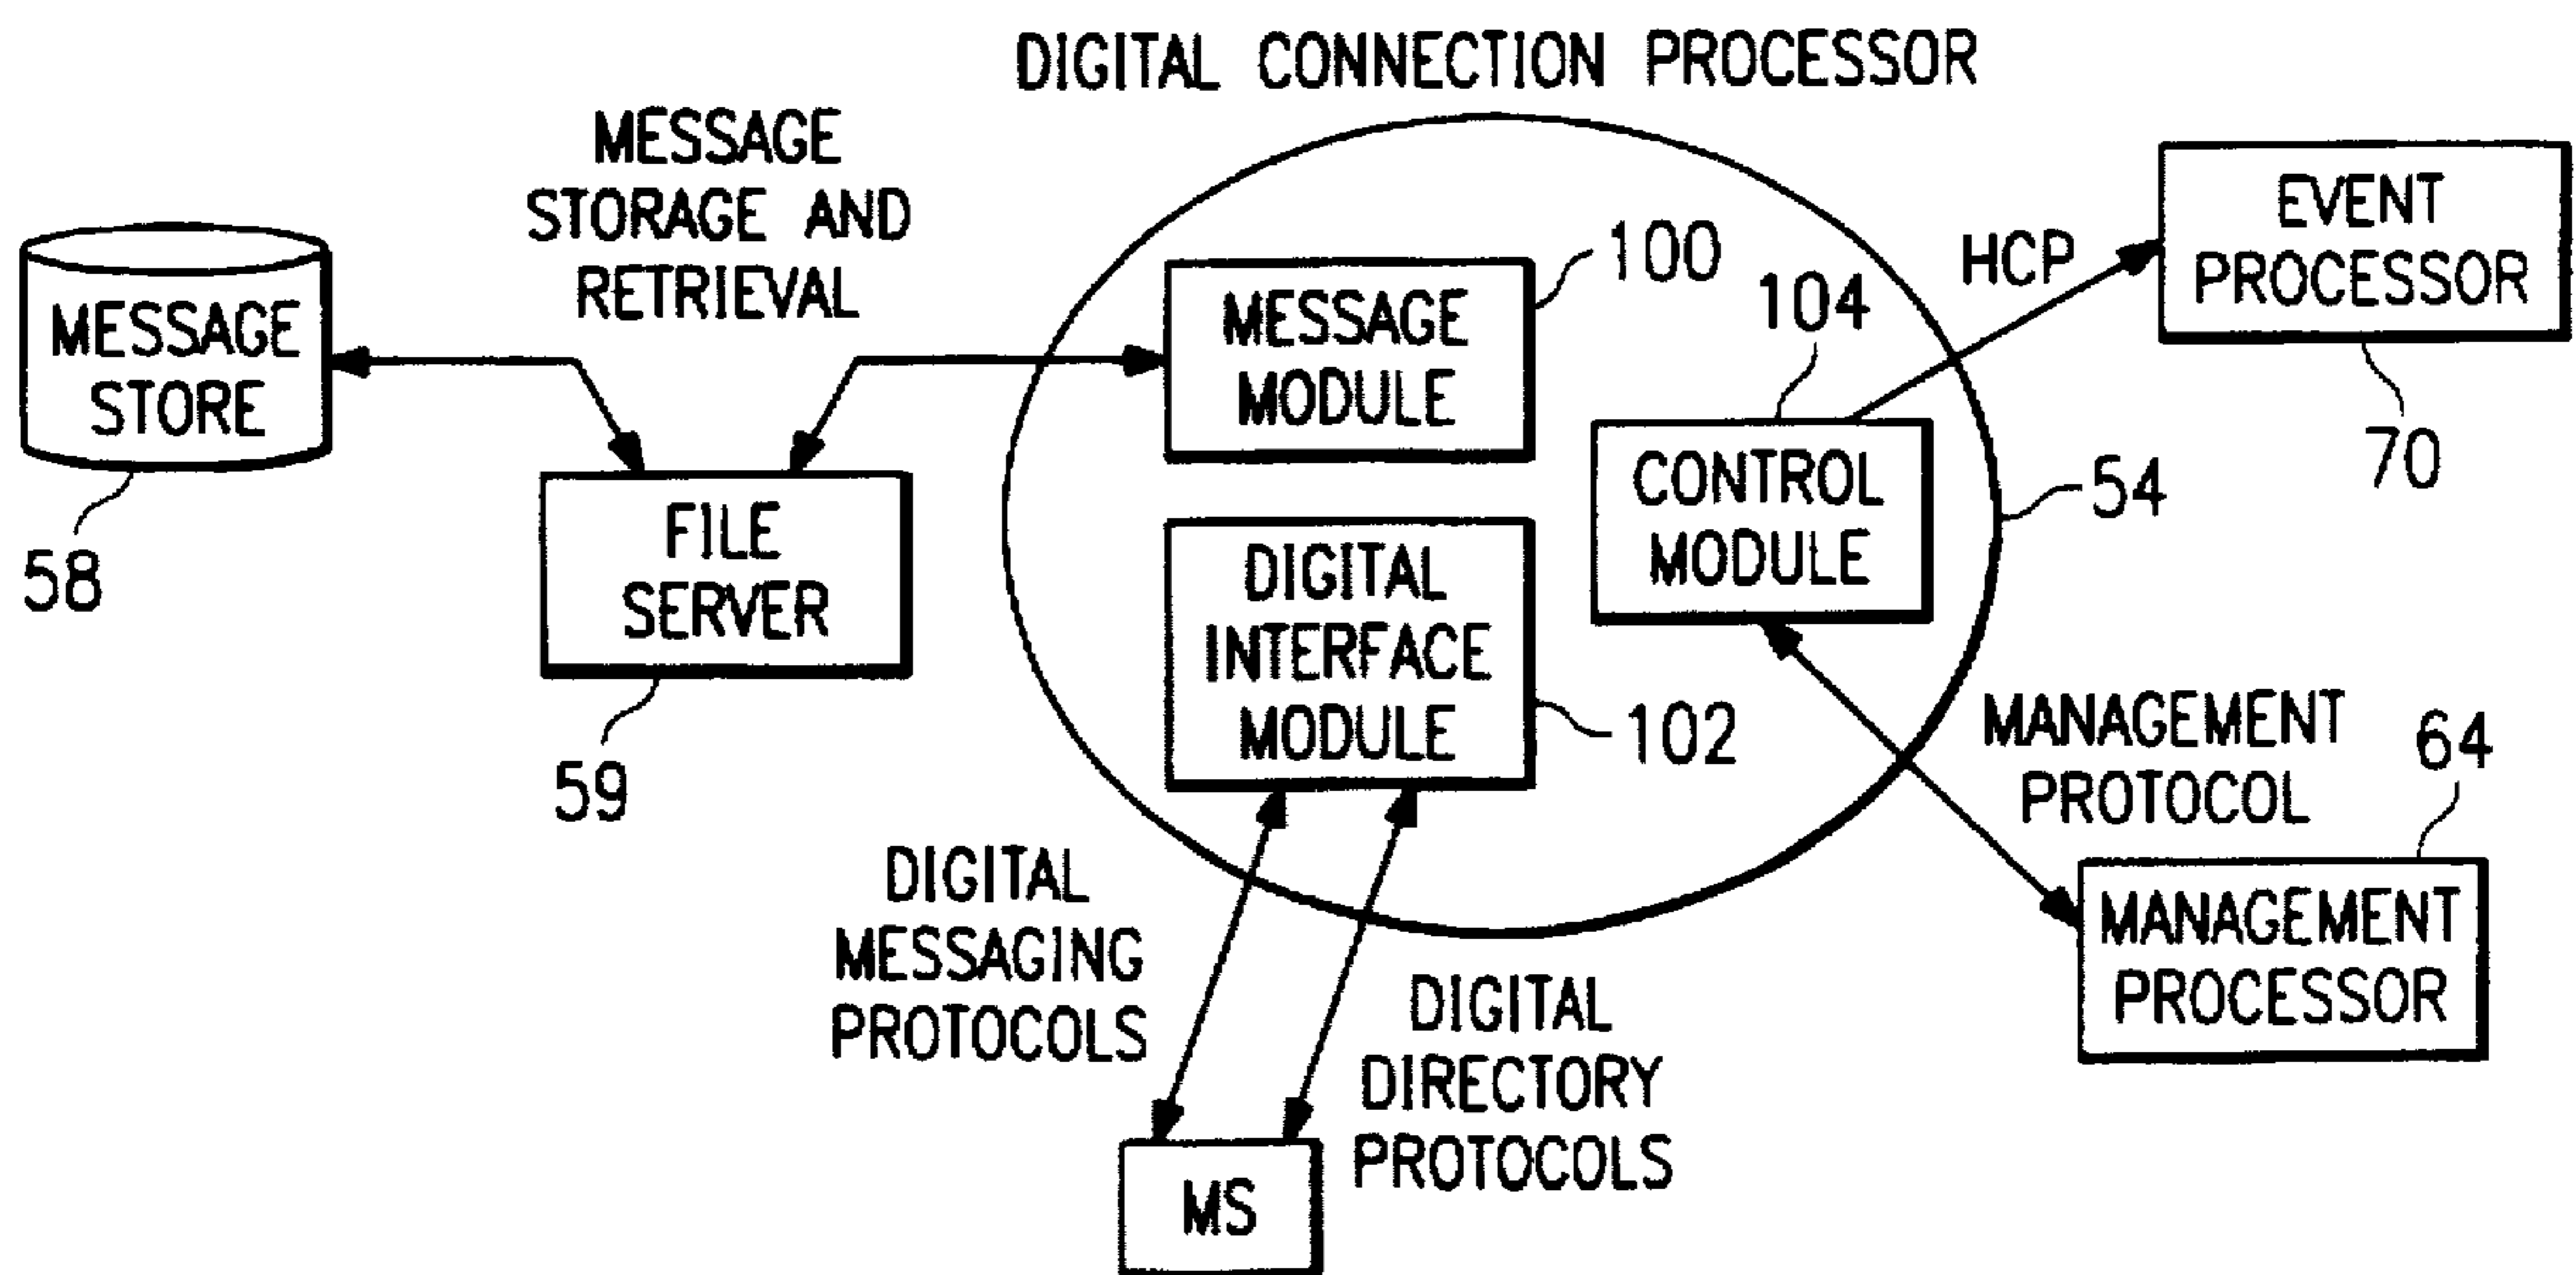 DIGITAL CONNECTION PROCESSOR
MESSAGE
STORAGE AND
RETRIEVAL
MESSAGE
STORE
58
FILE
SERVER
59
MESSAGE
MODULE
100
DIGITAL
INTERFACE
MODULE
102
104
CONTROL
MODULE
54
HCP
EVENT
PROCESSOR
70
MANAGEMENT
PROTOCOL
64
MANAGEMENT
PROCESSOR
DIGITAL
MESSAGING
PROTOCOLS
DIGITAL
DIRECTORY
PROTOCOLS
MS